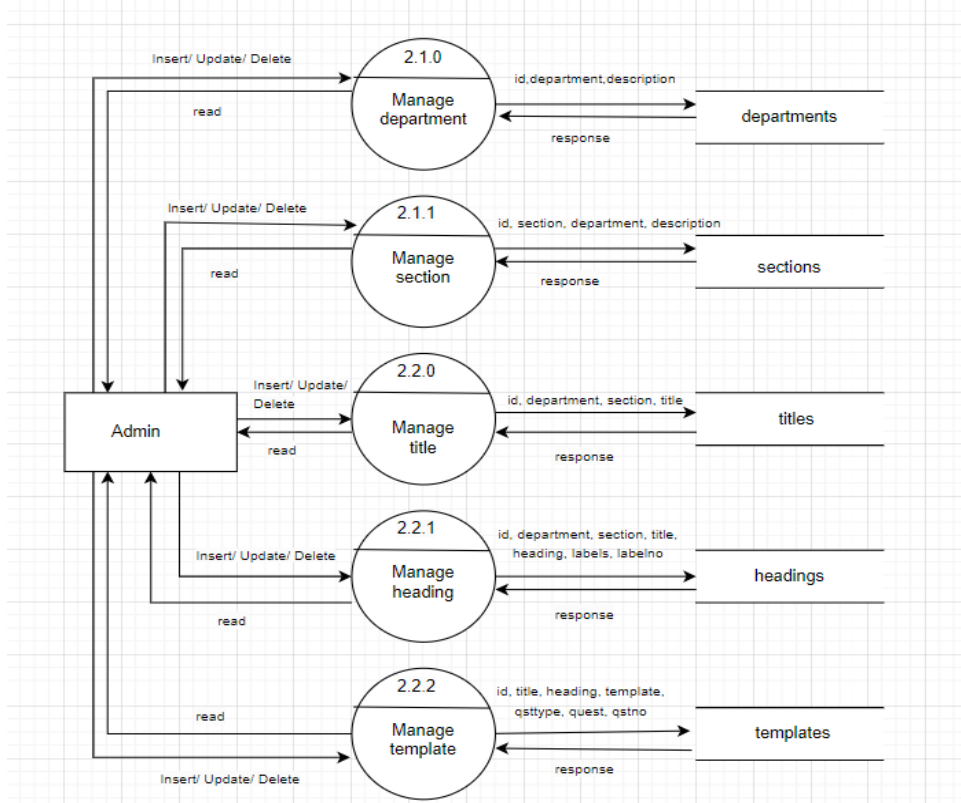 2.1.0
Insert/ Update/ Delete
Manage
department
id,department,description
read
departments
response
2.1.1
Insert/ Update/ Delete
Manage
section
id, section, department, description
read
sections
response
2.2.0
Insert/ Update/
Delete
Admin
Manage
title
id, department, section, title
read
titles
response
2.2.1
Insert/ Update/ Delete
Manage
heading
id, department, section, title,
heading, labels, labelno
read
headings
response
2.2.2
read
Manage
template
id, title, heading, template,
qsttype, quest, qstno
templates
Insert/ Update/ Delete
response